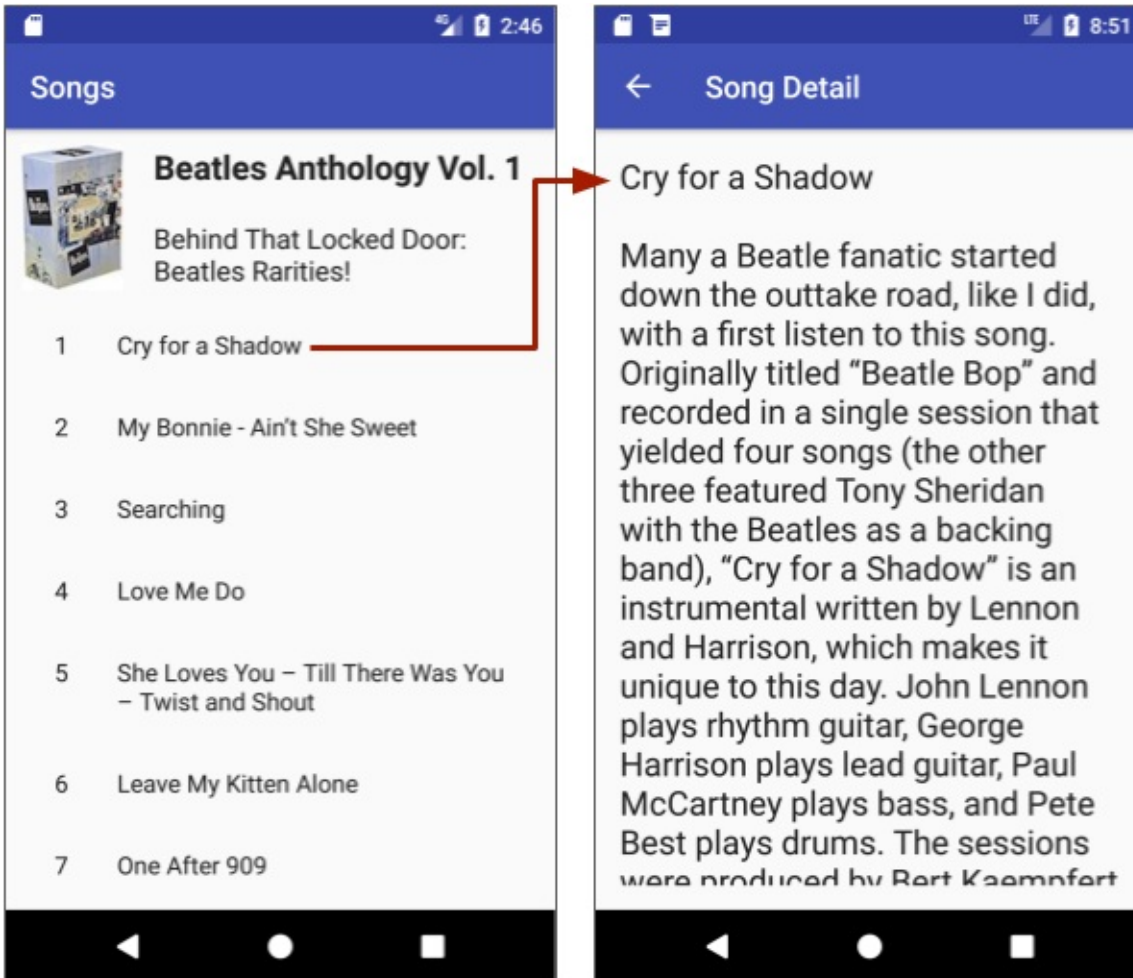 4G 2:46
Songs
Beatles Anthology Vol. 1
Behind That Locked Door:
Beatles Rarities!
1 Cry for a Shadow
2 My Bonnie - Ain’t She Sweet
3 Searching
4 Love Me Do
5 She Loves You – Till There Was You
– Twist and Shout
6 Leave My Kitten Alone
7 One After 909
LTE 8:51
Song Detail
Cry for a Shadow
Many a Beatle fanatic started
down the outtake road, like I did,
with a first listen to this song.
Originally titled “Beatle Bop” and
recorded in a single session that
yielded four songs (the other
three featured Tony Sheridan
with the Beatles as a backing
band), “Cry for a Shadow” is an
instrumental written by Lennon
and Harrison, which makes it
unique to this day. John Lennon
plays rhythm guitar, George
Harrison plays lead guitar, Paul
McCartney plays bass, and Pete
Best plays drums. The sessions
were produced by Bert Kaempfert